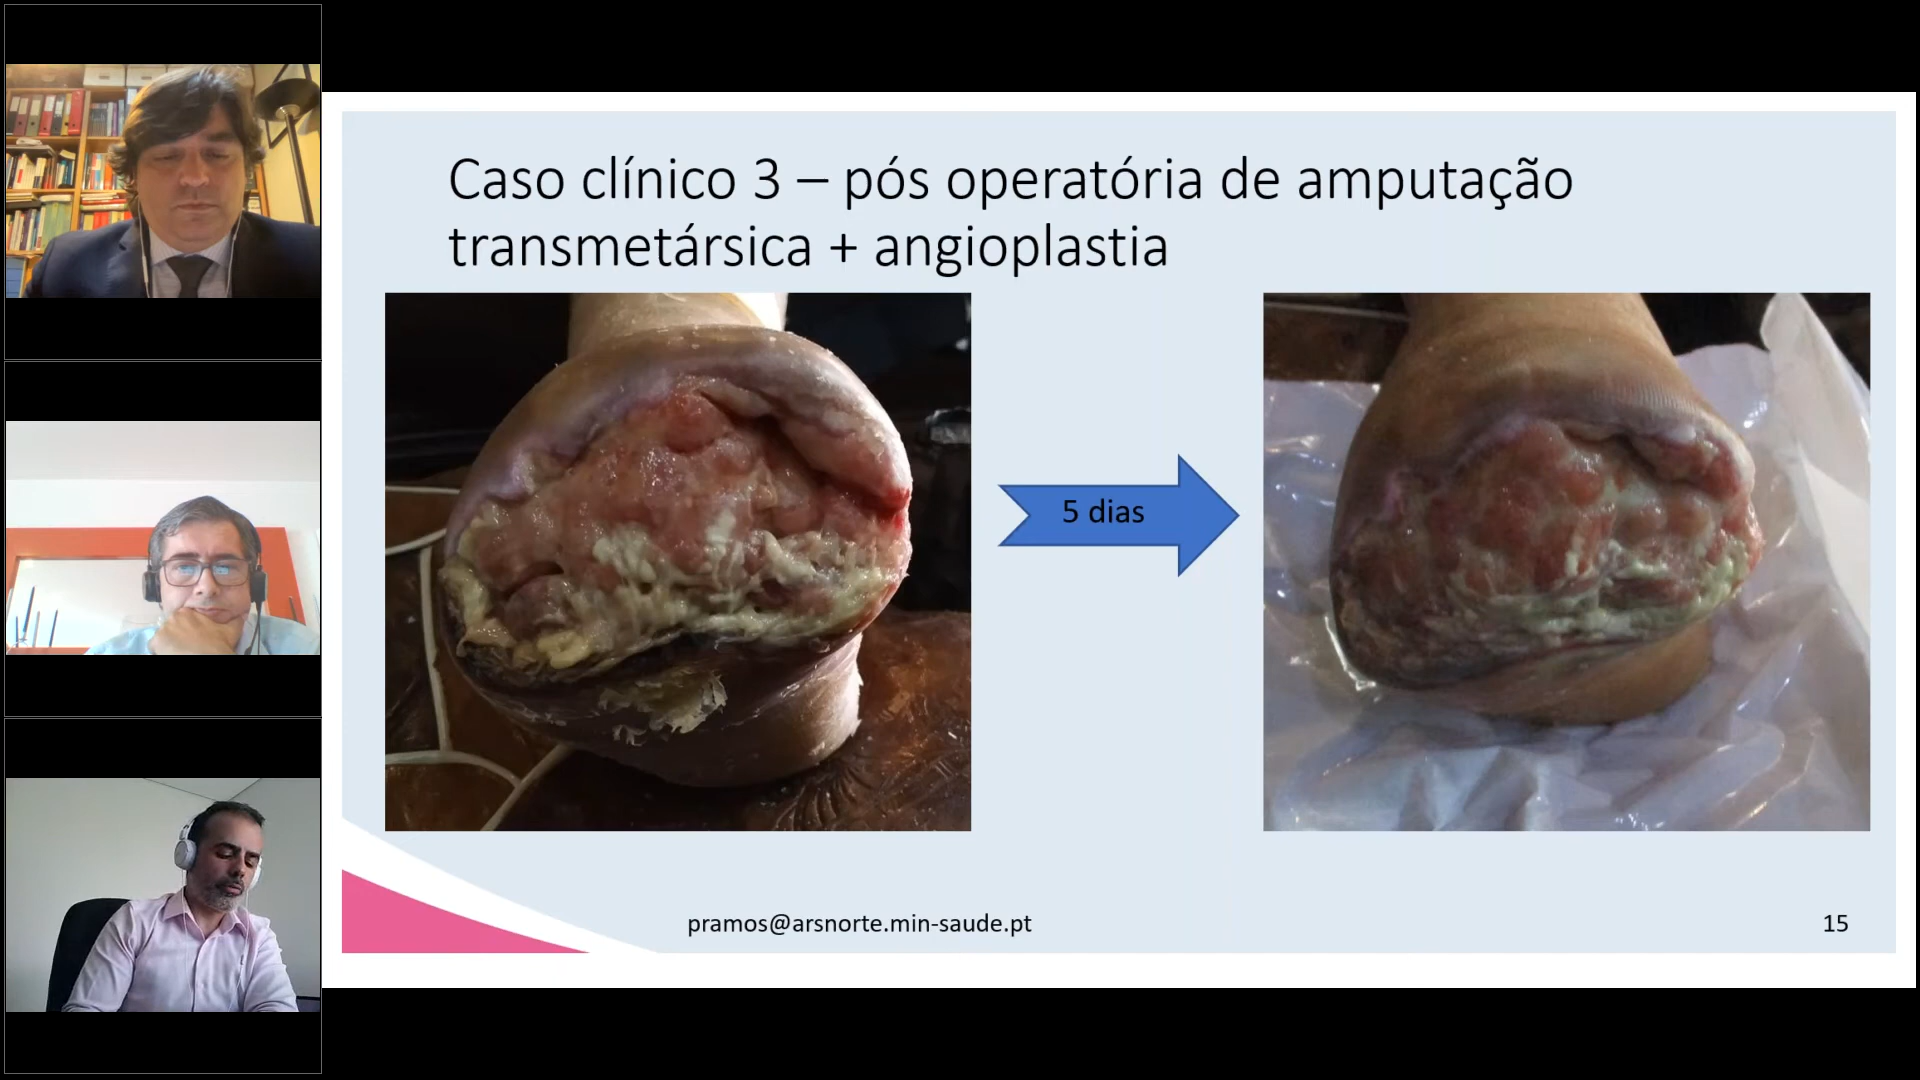 Caso clínico 3 – pós operatória de amputação
transmetársica + angioplastia
5 dias
pramos@arsnorte.min-saude.pt
15